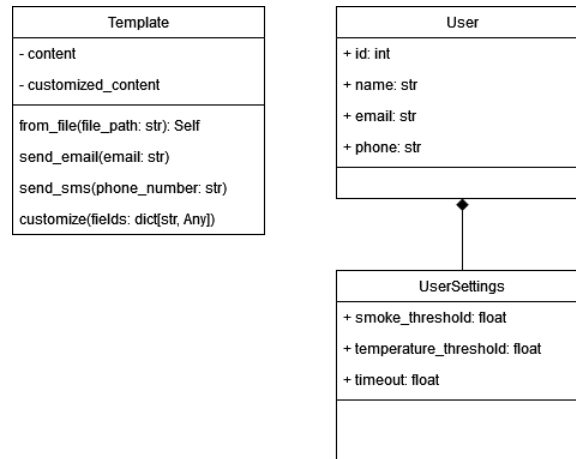 Template
- content
- customized_content
from_file(file_path: str): Self
send_email(email: str)
send_sms(phone_number: str)
customize(fields: dict[str, Any])
User
+ id: int
+ name: str
+ email: str
+ phone: str
UserSettings
+ smoke_threshold: float
+ temperature_threshold: float
+ timeout: float